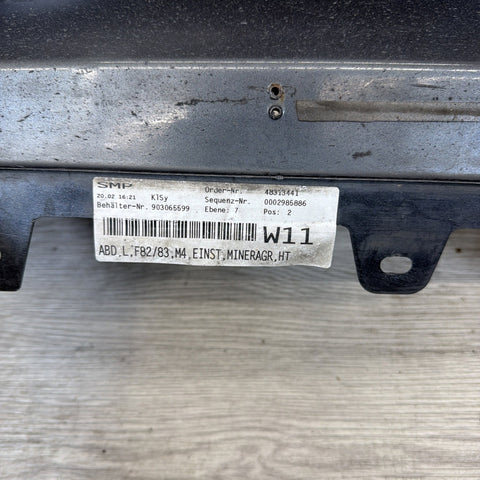 SMP Order-Nr. 48313441
20.02 16:21 KlSy Sequenz-Nr. 0002985886
Behälter-Nr. 903065599 Ebene: 7 Pos: 2
W11
ABD.L,F82/83,M4,EINST,MINERAGR,HT